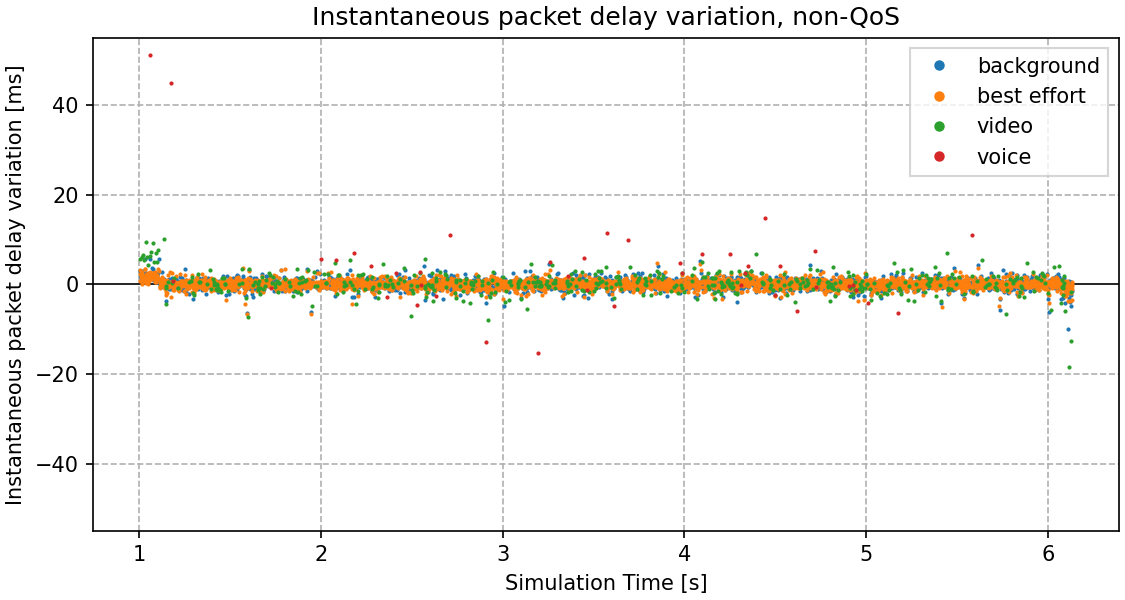 Instantaneous packet delay variation, non-QoS
Instantaneous packet delay variation [ms]
40
20
0
−20
−40
background
best effort
video
voice
1
2
3
4
5
6
Simulation Time [s]